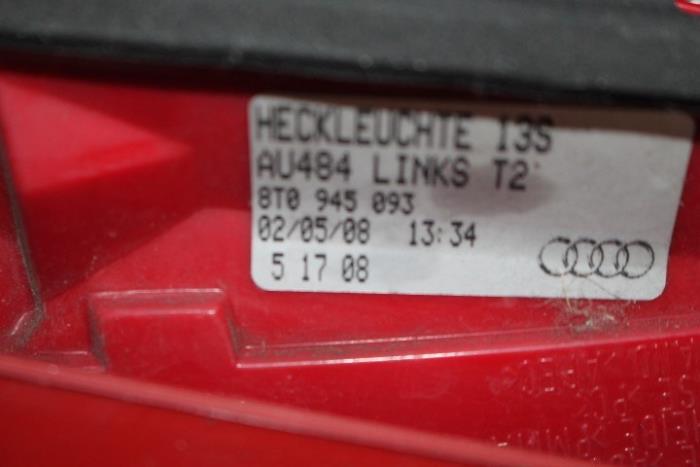 HECKLEUCHTE I3S
AU484 LINKS T2
8T0 945 093
02/05/08 13:34
5 17 08